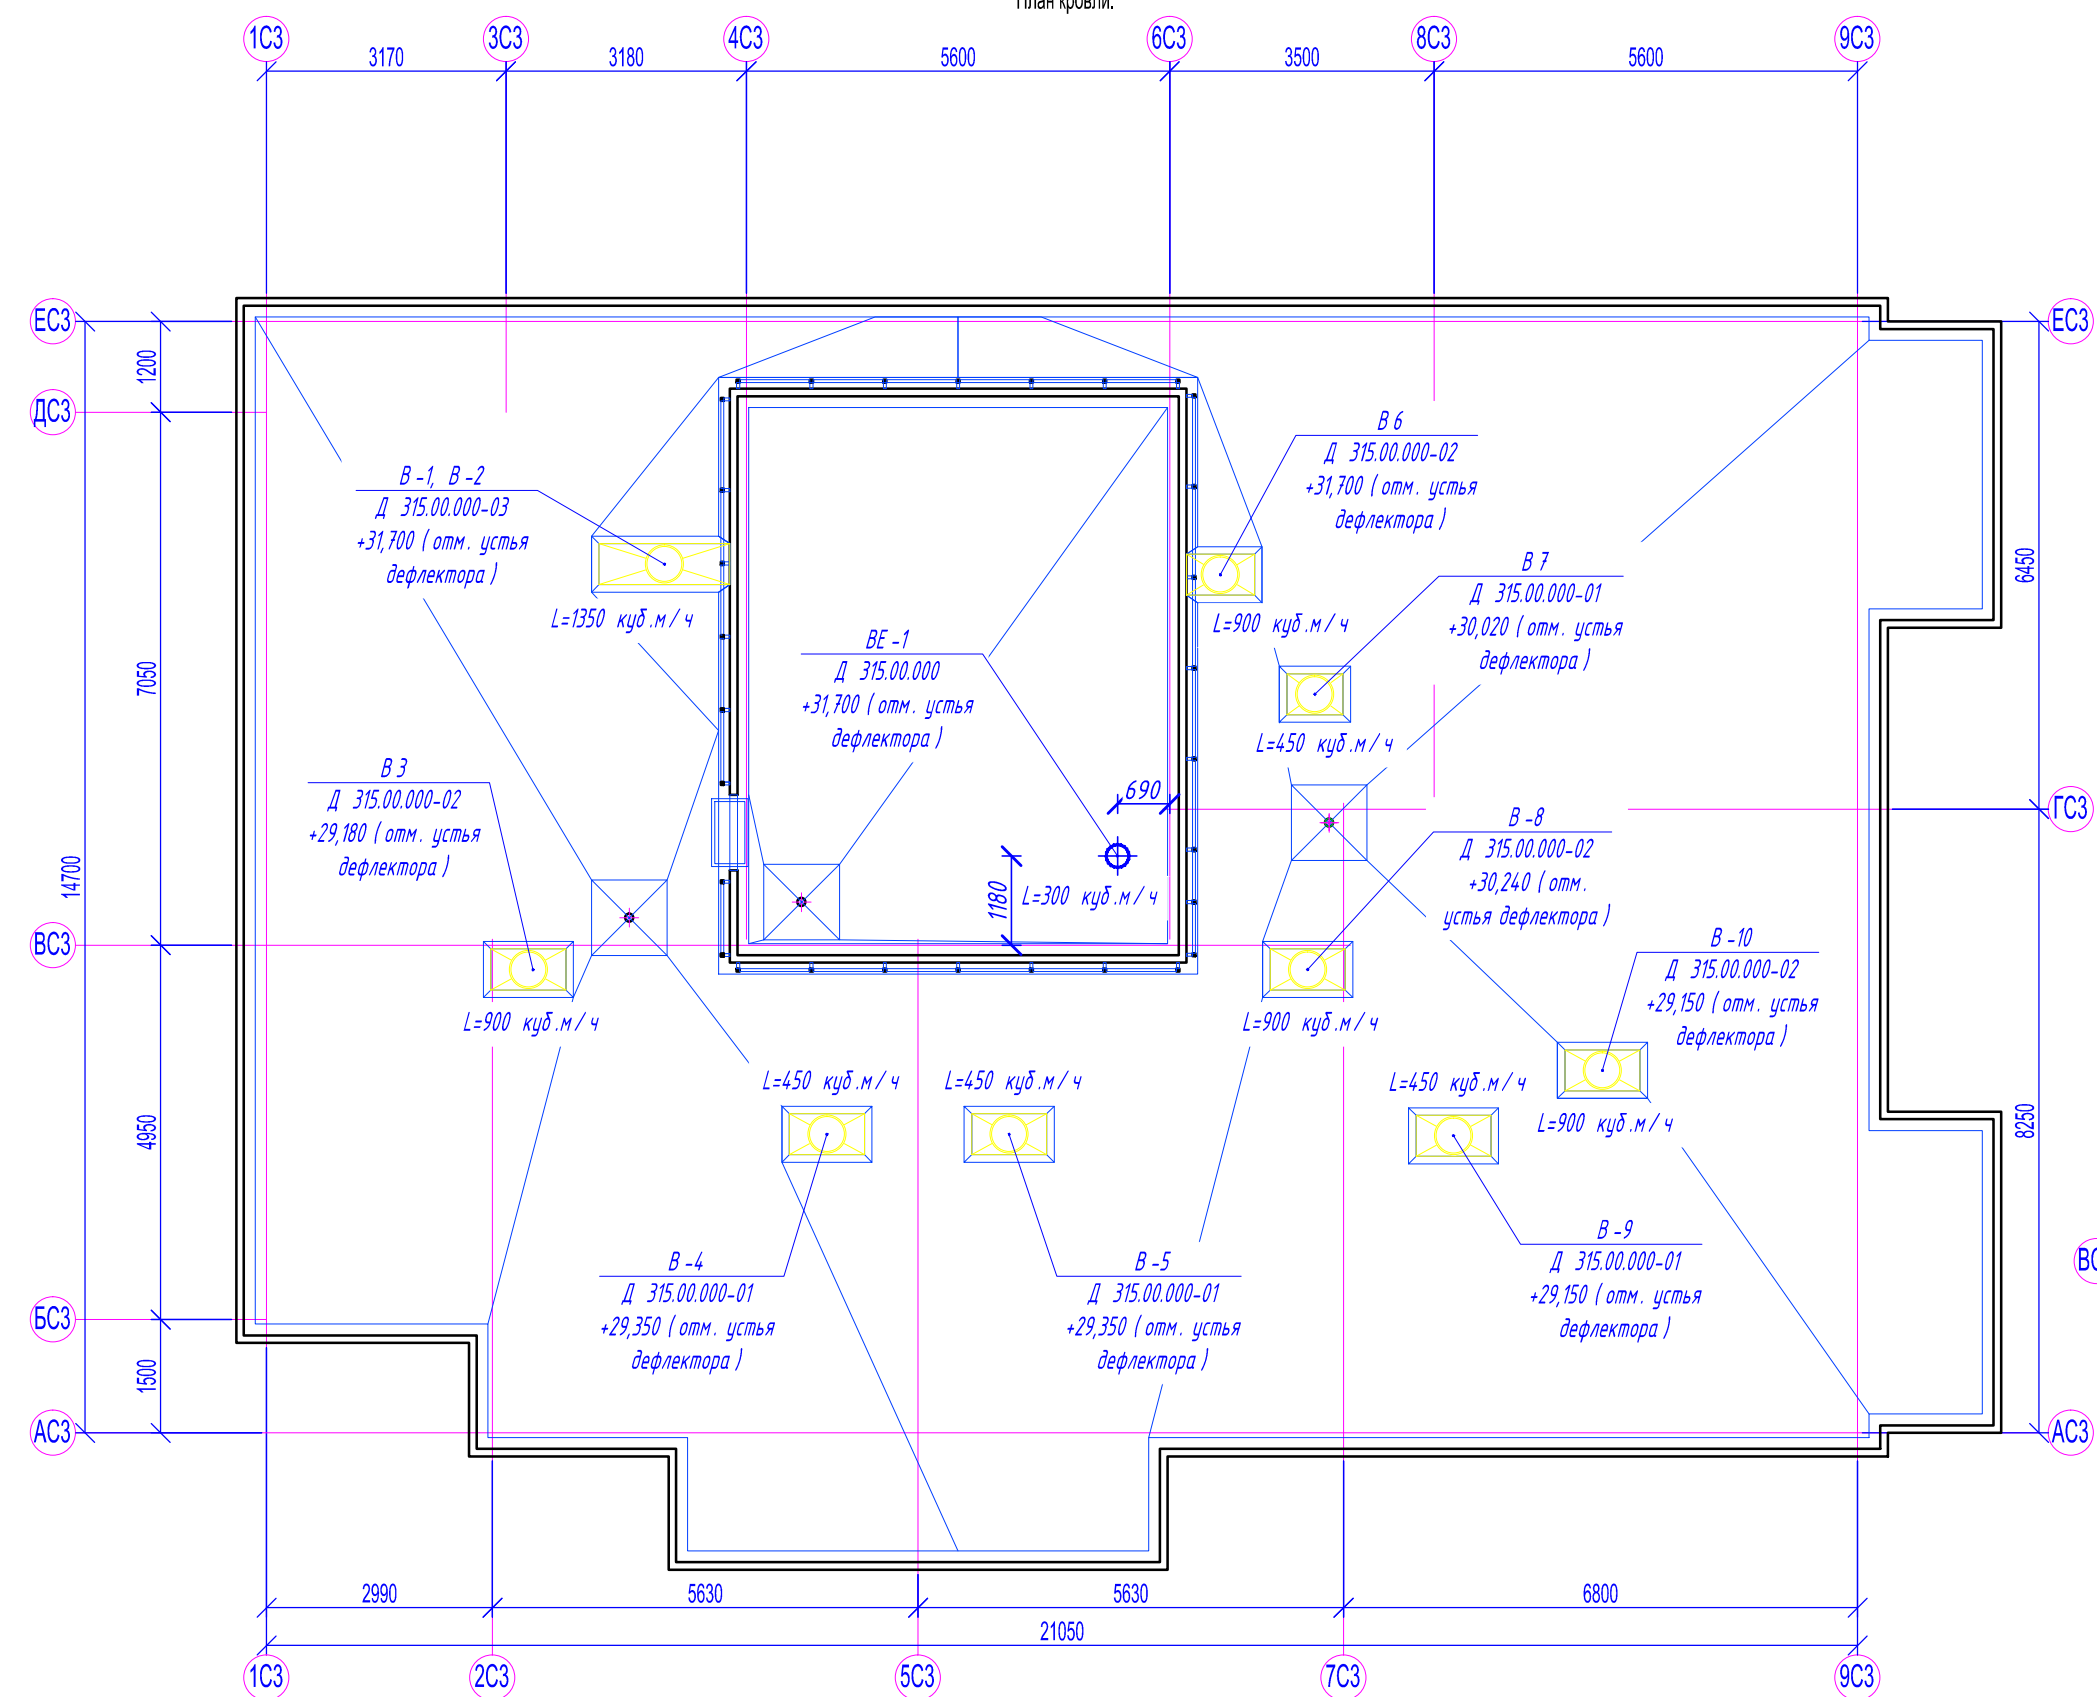 План кровли.
1С3 3С3 4С3 6С3 8С3 9С3
3170 3180 5600 3500 5600
ЕС3 ЕС3
1200
ДС3
В 6
Д 315.00.000-02
+31,700 ( отм. устья
дефлектора )
В -1, В -2
Д 315.00.000-03
+31,700 ( отм. устья
дефлектора )
L=1350 куб.м/ ч
L=900 куб.м/ ч
В 7
Д 315.00.000-01
+30,020 ( отм. устья
дефлектора )
6450
ВЕ -1
Д 315.00.000
+31,700 ( отм. устья
дефлектора )
7050
L=450 куб.м/ ч
В 3
Д 315.00.000-02
+29,180 ( отм. устья
дефлектора )
690
ГС3
В -8
Д 315.00.000-02
+30,240 ( отм.
устья дефлектора )
14700
1180
L=300 куб.м/ ч
ВС3
В -10
Д 315.00.000-02
+29,150 ( отм. устья
дефлектора )
L=900 куб.м/ ч
L=900 куб.м/ ч
L=450 куб.м/ ч
L=450 куб.м/ ч
L=450 куб.м/ ч
L=900 куб.м/ ч
4950
8250
В -4
Д 315.00.000-01
+29,350 ( отм. устья
дефлектора )
В -5
Д 315.00.000-01
+29,350 ( отм. устья
дефлектора )
В -9
Д 315.00.000-01
+29,150 ( отм. устья
дефлектора )
БС3
1500
АС3 АС3
2990 5630 5630 6800
21050
1С3 2С3 5С3 7С3 9С3